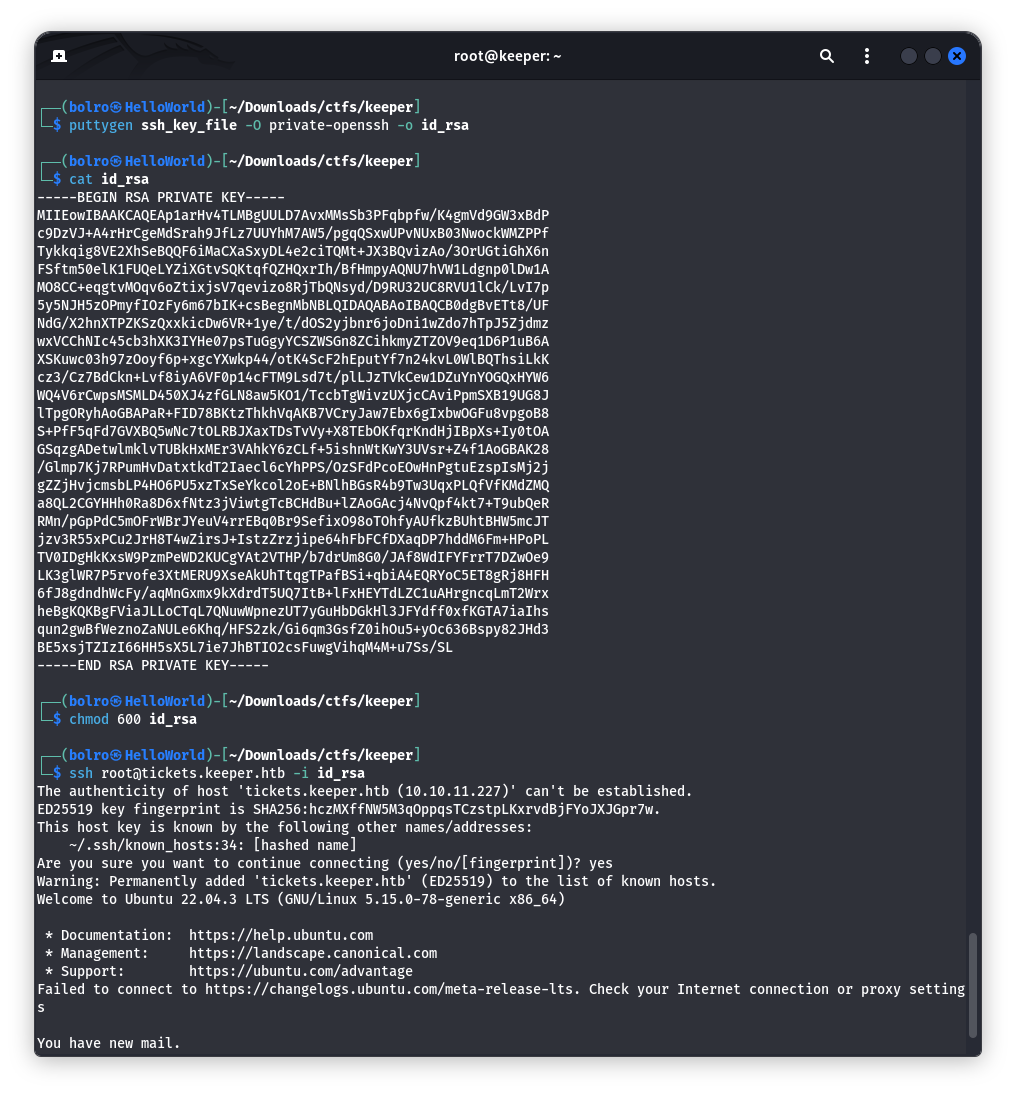 root@keeper: ~
┌──(bolro㉿HelloWorld)-[~/Downloads/ctfs/keeper]
└─$ puttygen ssh_key_file -O private-openssh -o id_rsa
┌──(bolro㉿HelloWorld)-[~/Downloads/ctfs/keeper]
└─$ cat id_rsa
-----BEGIN RSA PRIVATE KEY-----
MIIEowIBAAKCAQEAp1arHv4TLMBgUULD7AvxMMsSb3PFqbpfw/K4gmVd9GW3xBdP
c9DzVJ+A4rHrCgeMdSrah9JfLz7UUYhM7AW5/pgqQSxwUPvNUxB03NwockWMZPPf
Tykkqig8VE2XhSeBQQF6iMaCXaSxyDL4e2ciTQMt+JX3BQvizAo/3OrUGtiGhX6n
FSftm50elK1FUQeLYZiXGtvSQKtqfQZHQxrIh/BfHmpyAQNU7hVW1Ldgnp0lDw1A
MO8CC+eqgtvMOqv6oZtixjsV7qevizo8RjTbQNsyd/D9RU32UC8RVU1lCk/LvI7p
5y5NJH5zOPmyfIOzFy6m67bIK+csBegnMbNBLQIDAQABAoIBAQCB0dgBvETt8/UF
NdG/X2hnXTPZKSzQxxkicDw6VR+1ye/t/dOS2yjbnr6joDni1wZdo7hTpJ5Zjdmz
wxVCChNIc45cb3hXK3IYHe07psTuGgyYCSZWSGn8ZCihkmyZTZOV9eq1D6P1uB6A
XSKuwc03h97zOoyf6p+xgcYXwkp44/otK4ScF2hEputYf7n24kvL0WlBQThsiLkK
cz3/Cz7BdCkn+Lvf8iyA6VF0p14cFTM9Lsd7t/plLJzTVkCew1DZuYnYOGQxHYW6
WQ4V6rCwpsMSMLD450XJ4zfGLN8aw5KO1/TccbTgWivzUXjcCAviPpmSXB19UG8J
lTpgORyhAoGBAPaR+FID78BKtzThkhVqAKB7VCryJaw7Ebx6gIxbwOGFu8vpgoB8
S+PfF5qFd7GVXBQ5wNc7tOLRBJXaxTDsTvVy+X8TEbOKfqrKndHjIBpXs+Iy0tOA
GSqzgADetwlmklvTUBkHxMEr3VAhkY6zCLf+5ishnWtKwY3UVsr+Z4f1AoGBAK28
/Glmp7Kj7RPumHvDatxtkdT2Iaecl6cYhPPS/OzSFdPcoEOwHnPgtuEzspIsMj2j
gZZjHvjcmsbLP4HO6PU5xzTxSeYkcol2oE+BNlhBGsR4b9Tw3UqxPLQfVfKMdZMQ
a8QL2CGYHHh0Ra8D6xfNtz3jViwtgTcBCHdBu+lZAoGAcj4NvQpf4kt7+T9ubQeR
RMn/pGpPdC5mOFrWBrJYeuV4rrEBq0Br9SefixO98oTOhfyAUfkzBUhtBHW5mcJT
jzv3R55xPCu2JrH8T4wZirsJ+IstzZrzjipe64hFbFCfDXaqDP7hddM6Fm+HPoPL
TV0IDgHkKxsW9PzmPeWD2KUCgYAt2VTHP/b7drUm8G0/JAf8WdIFYFrrT7DZwOe9
LK3glWR7P5rvofe3XtMERU9XseAkUhTtqgTPafBSi+qbiA4EQRYoC5ET8gRj8HFH
6fJ8gdndhWcFy/aqMnGxmx9kXdrdT5UQ7ItB+lFxHEYTdLZC1uAHrgncqLmT2Wrx
heBgKQKBgFViaJLLoCTqL7QNuwWpnezUT7yGuHbDGkHl3JFYdff0xfKGTA7iaIhs
qun2gwBfWeznoZaNULe6Khq/HFS2zk/Gi6qm3GsfZ0ihOu5+yOc636Bspy82JHd3
BE5xsjTZIzI66HH5sX5L7ie7JhBTIO2csFuwgVihqM4M+u7Ss/SL
-----END RSA PRIVATE KEY-----
┌──(bolro㉿HelloWorld)-[~/Downloads/ctfs/keeper]
└─$ chmod 600 id_rsa
┌──(bolro㉿HelloWorld)-[~/Downloads/ctfs/keeper]
└─$ ssh root@tickets.keeper.htb -i id_rsa
The authenticity of host 'tickets.keeper.htb (10.10.11.227)' can't be established.
ED25519 key fingerprint is SHA256:hczMXffNW5M3qOppqsTCzstpLKxrvdBjFYoJXJGpr7w.
This host key is known by the following other names/addresses:
    ~/.ssh/known_hosts:34: [hashed name]
Are you sure you want to continue connecting (yes/no/[fingerprint])? yes
Warning: Permanently added 'tickets.keeper.htb' (ED25519) to the list of known hosts.
Welcome to Ubuntu 22.04.3 LTS (GNU/Linux 5.15.0-78-generic x86_64)
 * Documentation:  https://help.ubuntu.com
 * Management:     https://landscape.canonical.com
 * Support:        https://ubuntu.com/advantage
Failed to connect to https://changelogs.ubuntu.com/meta-release-lts. Check your Internet connection or proxy setting
s
You have new mail.